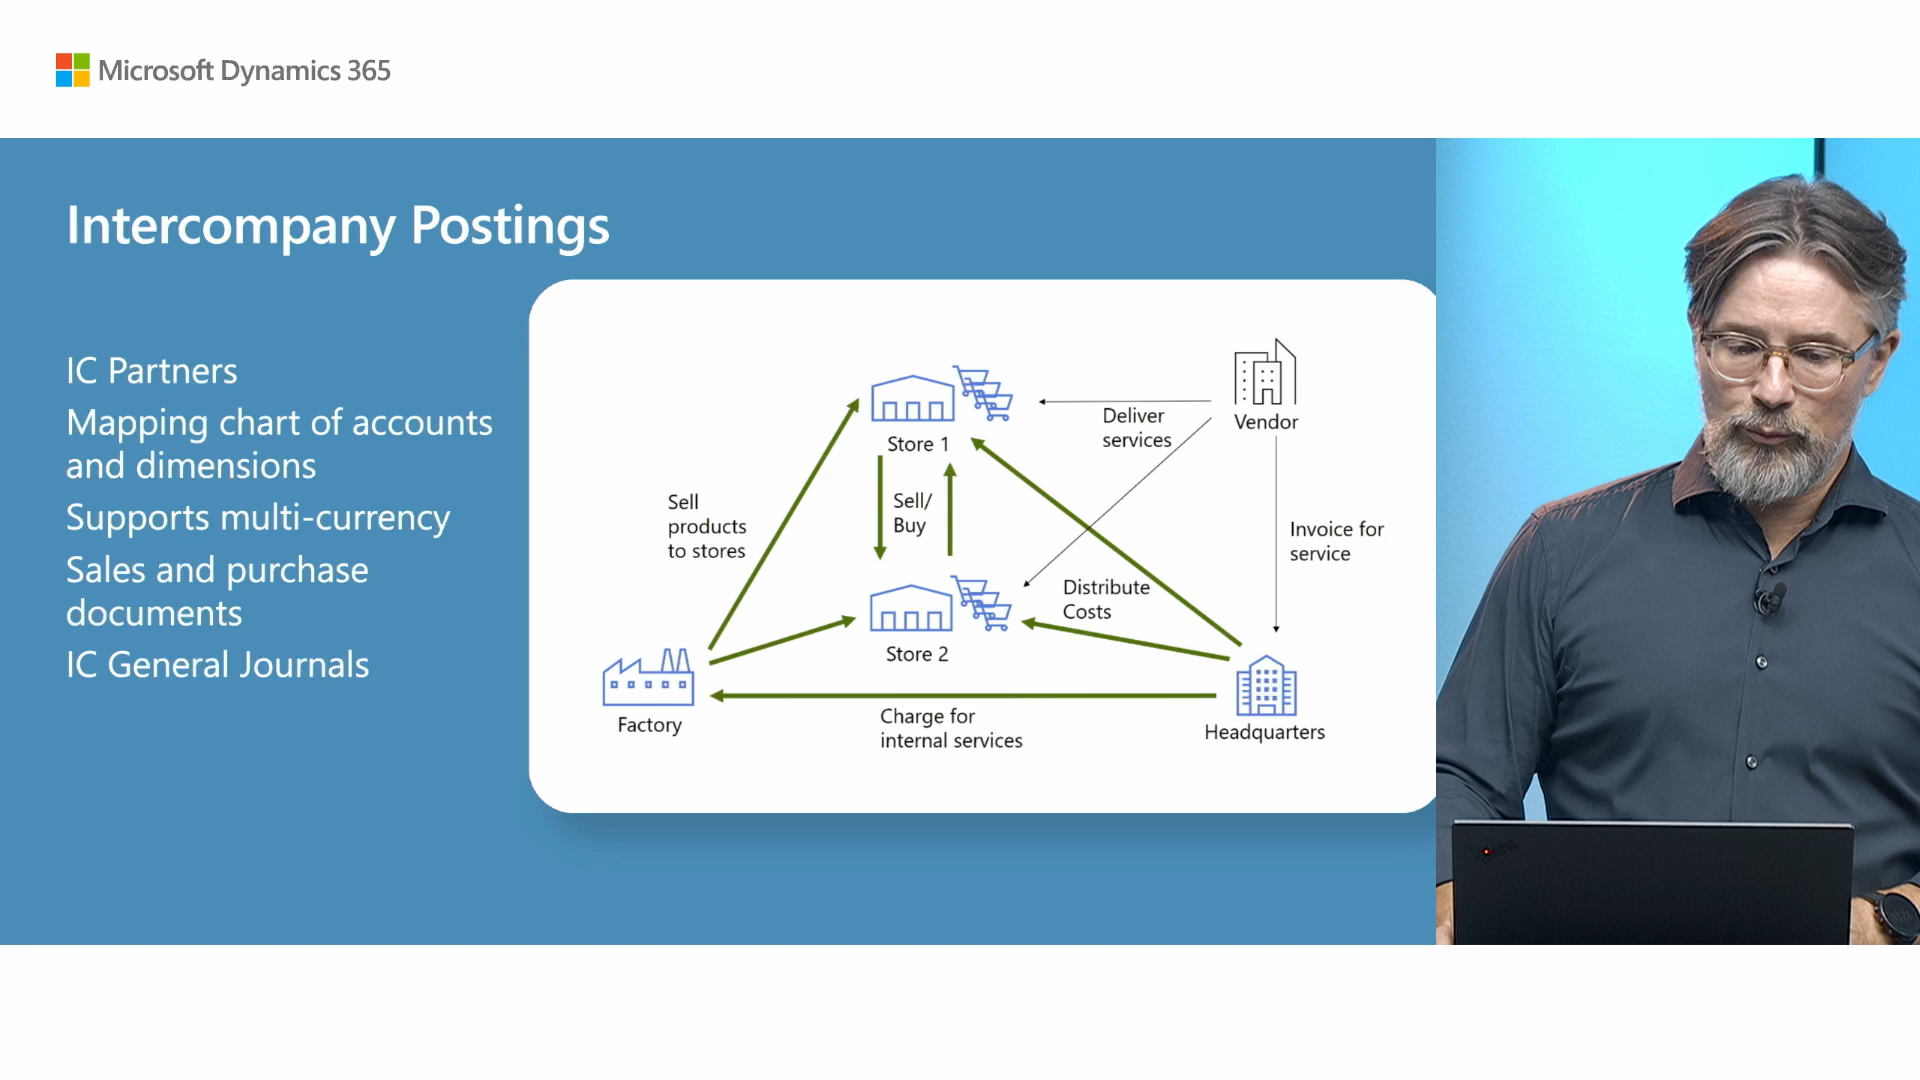 Microsoft Dynamics 365
Intercompany Postings
IC Partners
Mapping chart of accounts
and dimensions
Supports multi-currency
Sales and purchase
documents
IC General Journals
Store 1
Vendor
Deliver
services
Sell
products
to stores
Sell/
Buy
Invoice for
service
Distribute
Costs
Store 2
Factory
Charge for
internal services
Headquarters